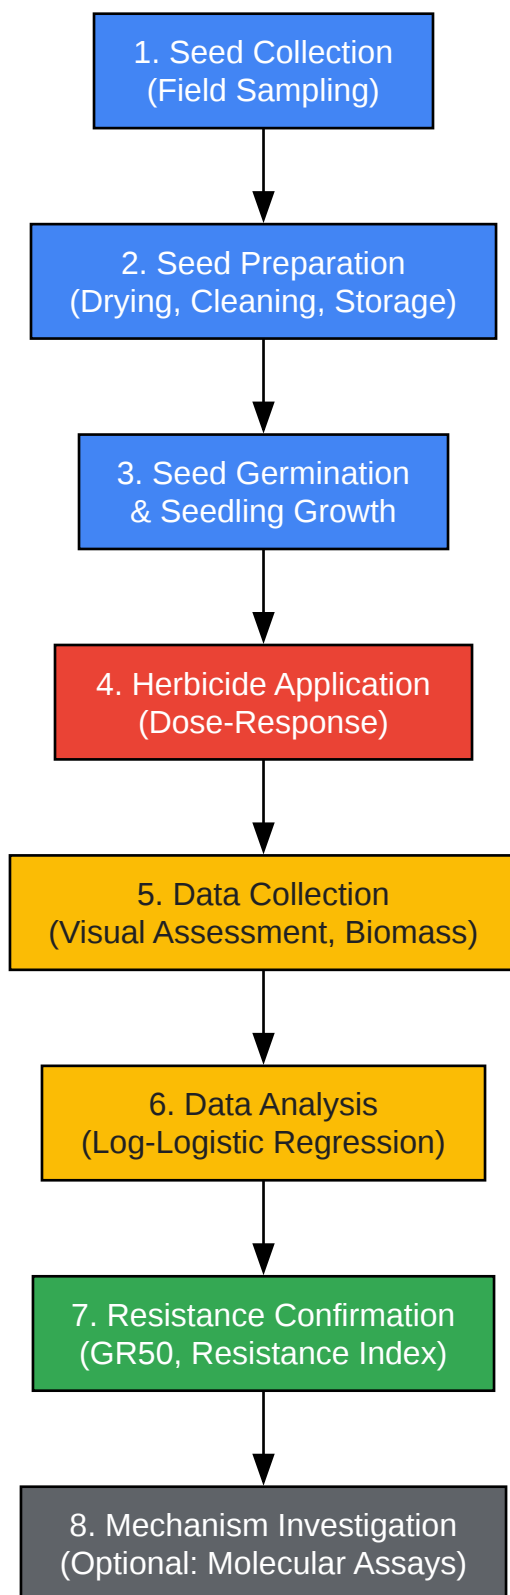 1. Seed Collection
(Field Sampling)
2. Seed Preparation
(Drying, Cleaning, Storage)
3. Seed Germination
& Seedling Growth
4. Herbicide Application
(Dose-Response)
5. Data Collection
(Visual Assessment, Biomass)
6. Data Analysis
(Log-Logistic Regression)
7. Resistance Confirmation
(GR50, Resistance Index)
8. Mechanism Investigation
(Optional: Molecular Assays)